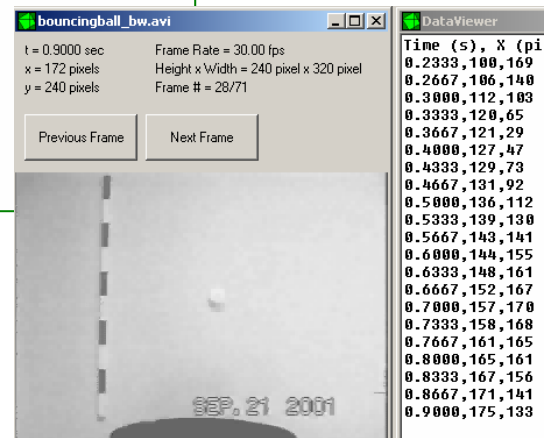 bouncingball_bw.avi
t = 0.9000 sec
Frame Rate = 30.00 fps
x = 172 pixels
Height x Width = 240 pixel x 320 pixel
y = 240 pixels
Frame # = 28/71
Previous Frame
Next Frame
SEP. 21 2001
DataViewer
Time (s), X (pi
0.2333,100,169
0.2667,106,140
0.3000,112,103
0.3333,120,65
0.3667,121,29
0.4000,127,47
0.4333,129,73
0.4667,131,92
0.5000,136,112
0.5333,139,130
0.5667,143,141
0.6000,144,155
0.6333,148,161
0.6667,152,167
0.7000,157,170
0.7333,158,168
0.7667,161,165
0.8000,165,161
0.8333,167,156
0.8667,171,141
0.9000,175,133